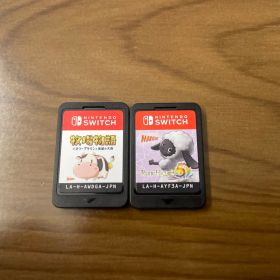 NINTENDO
SWITCH
牧場物語
LA-H-AWDGA-JPN
NINTENDO
SWITCH
LA-H-AYF3A-JPN